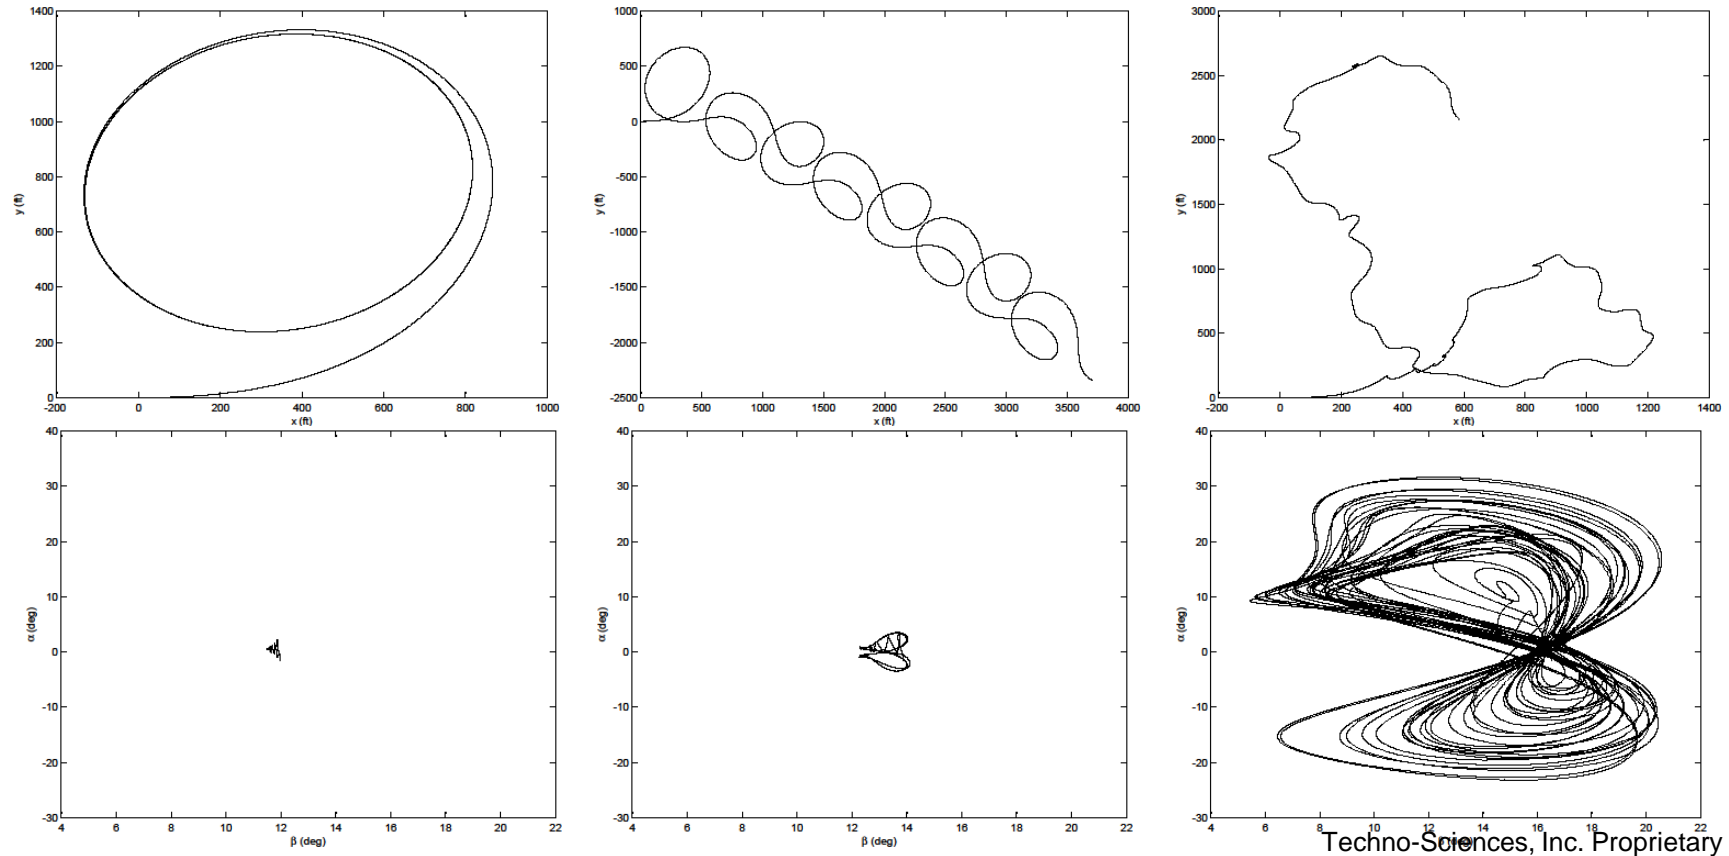 1400
1200
1000
800
600
400
200
0
y (ft)
-200 0 200 400 600 800 1000
x (ft)
1000
500
0
-500
-1000
-1500
-2000
-2500
y (ft)
0 500 1000 1500 2000 2500 3000 3500 4000
x (ft)
3000
2500
2000
1500
1000
500
0
y (ft)
-200 0 200 400 600 800 1000 1200 1400
x (ft)
40
30
20
10
0
-10
-20
-30
α (deg)
4 6 8 10 12 14 16 18 20 22
β (deg)
40
30
20
10
0
-10
-20
-30
α (deg)
4 6 8 10 12 14 16 18 20 22
β (deg)
40
30
20
10
0
-10
-20
-30
α (deg)
4 6 8 10 12 14 16 18 20 22
β (deg)
Techno-Sciences, Inc. Proprietary